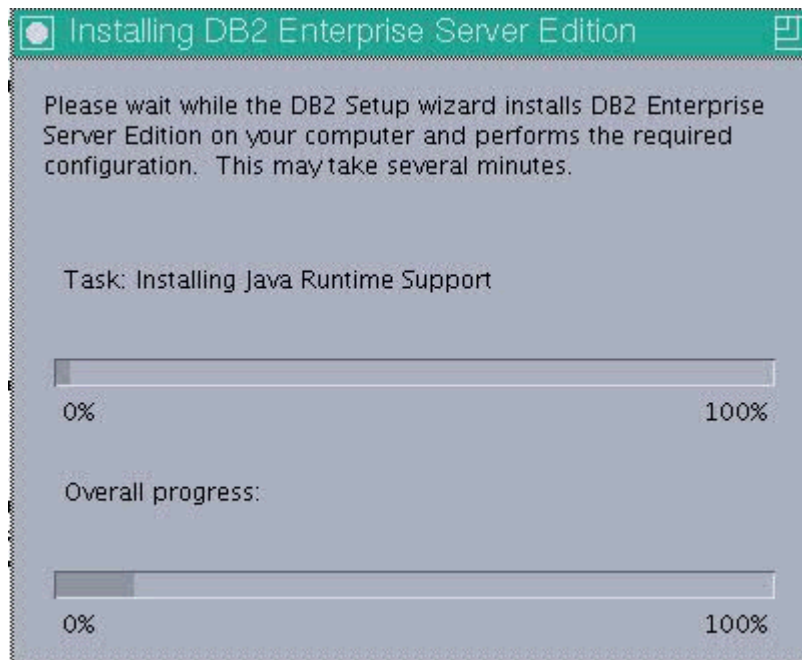 Installing DB2 Enterprise Server Edition
Please wait while the DB2 Setup wizard installs DB2 Enterprise
Server Edition on your computer and performs the required
configuration.  This may take several minutes.
Task: Installing Java Runtime Support
0% 100%
Overall progress:
0% 100%